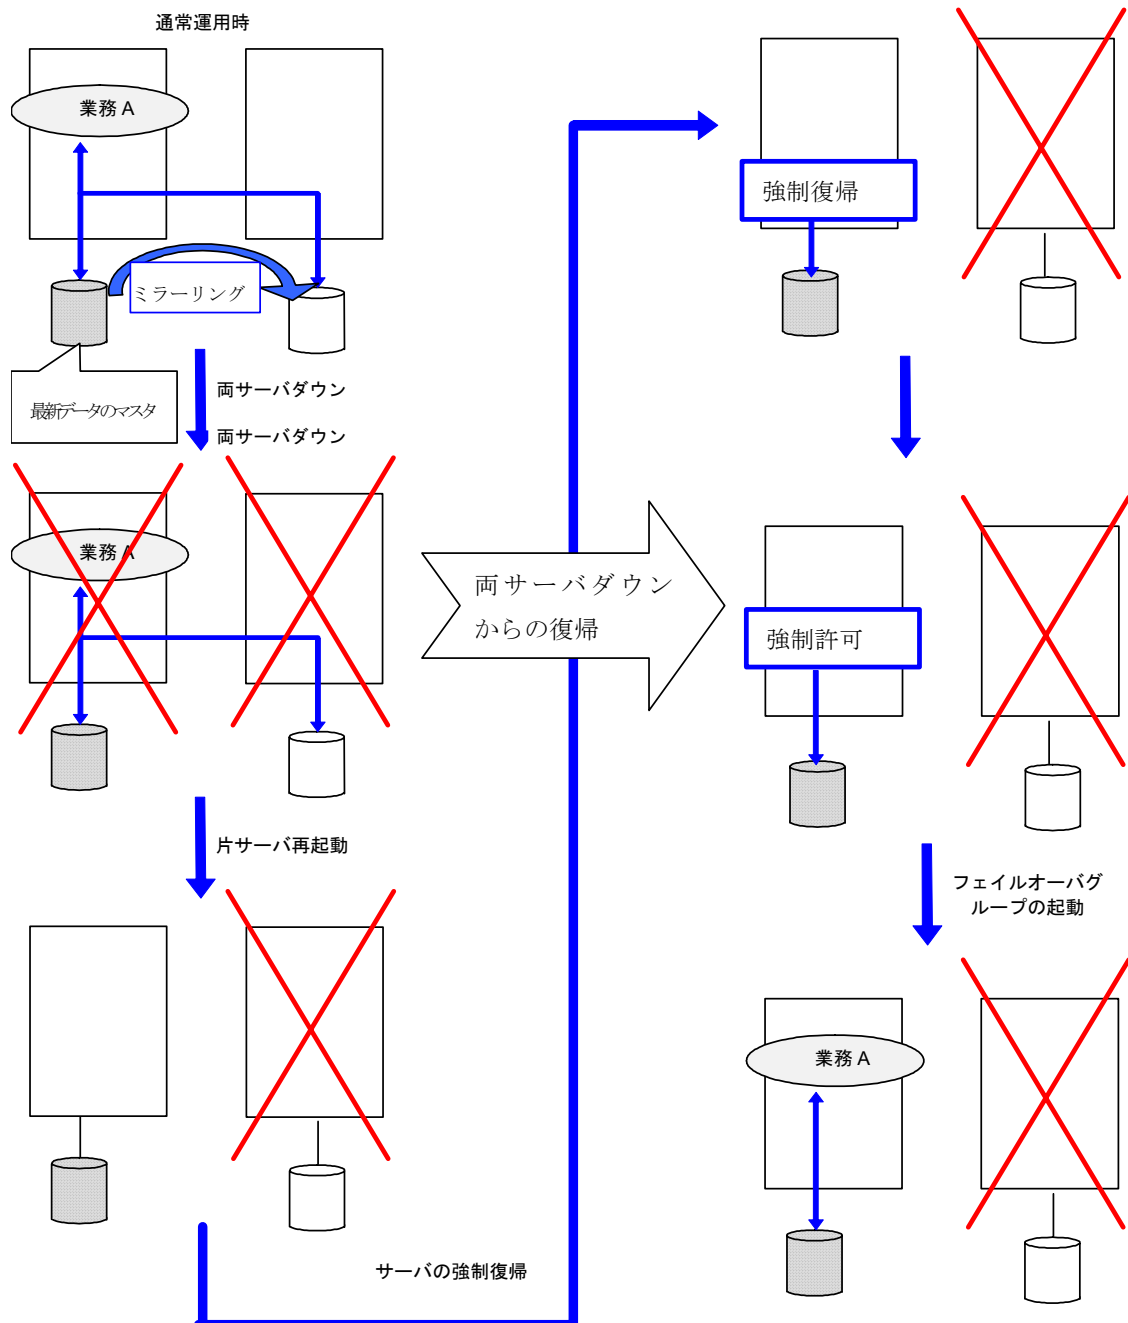 通常運用時
業務 A
ミラーリング
最新データのマスタ
両サーバダウン
両サーバダウン
業務 A
片サーバ再起動
サーバの強制復帰
両サーバダウン
からの復帰
強制復帰
強制許可
フェイルオーバグ
ループの起動
業務 A